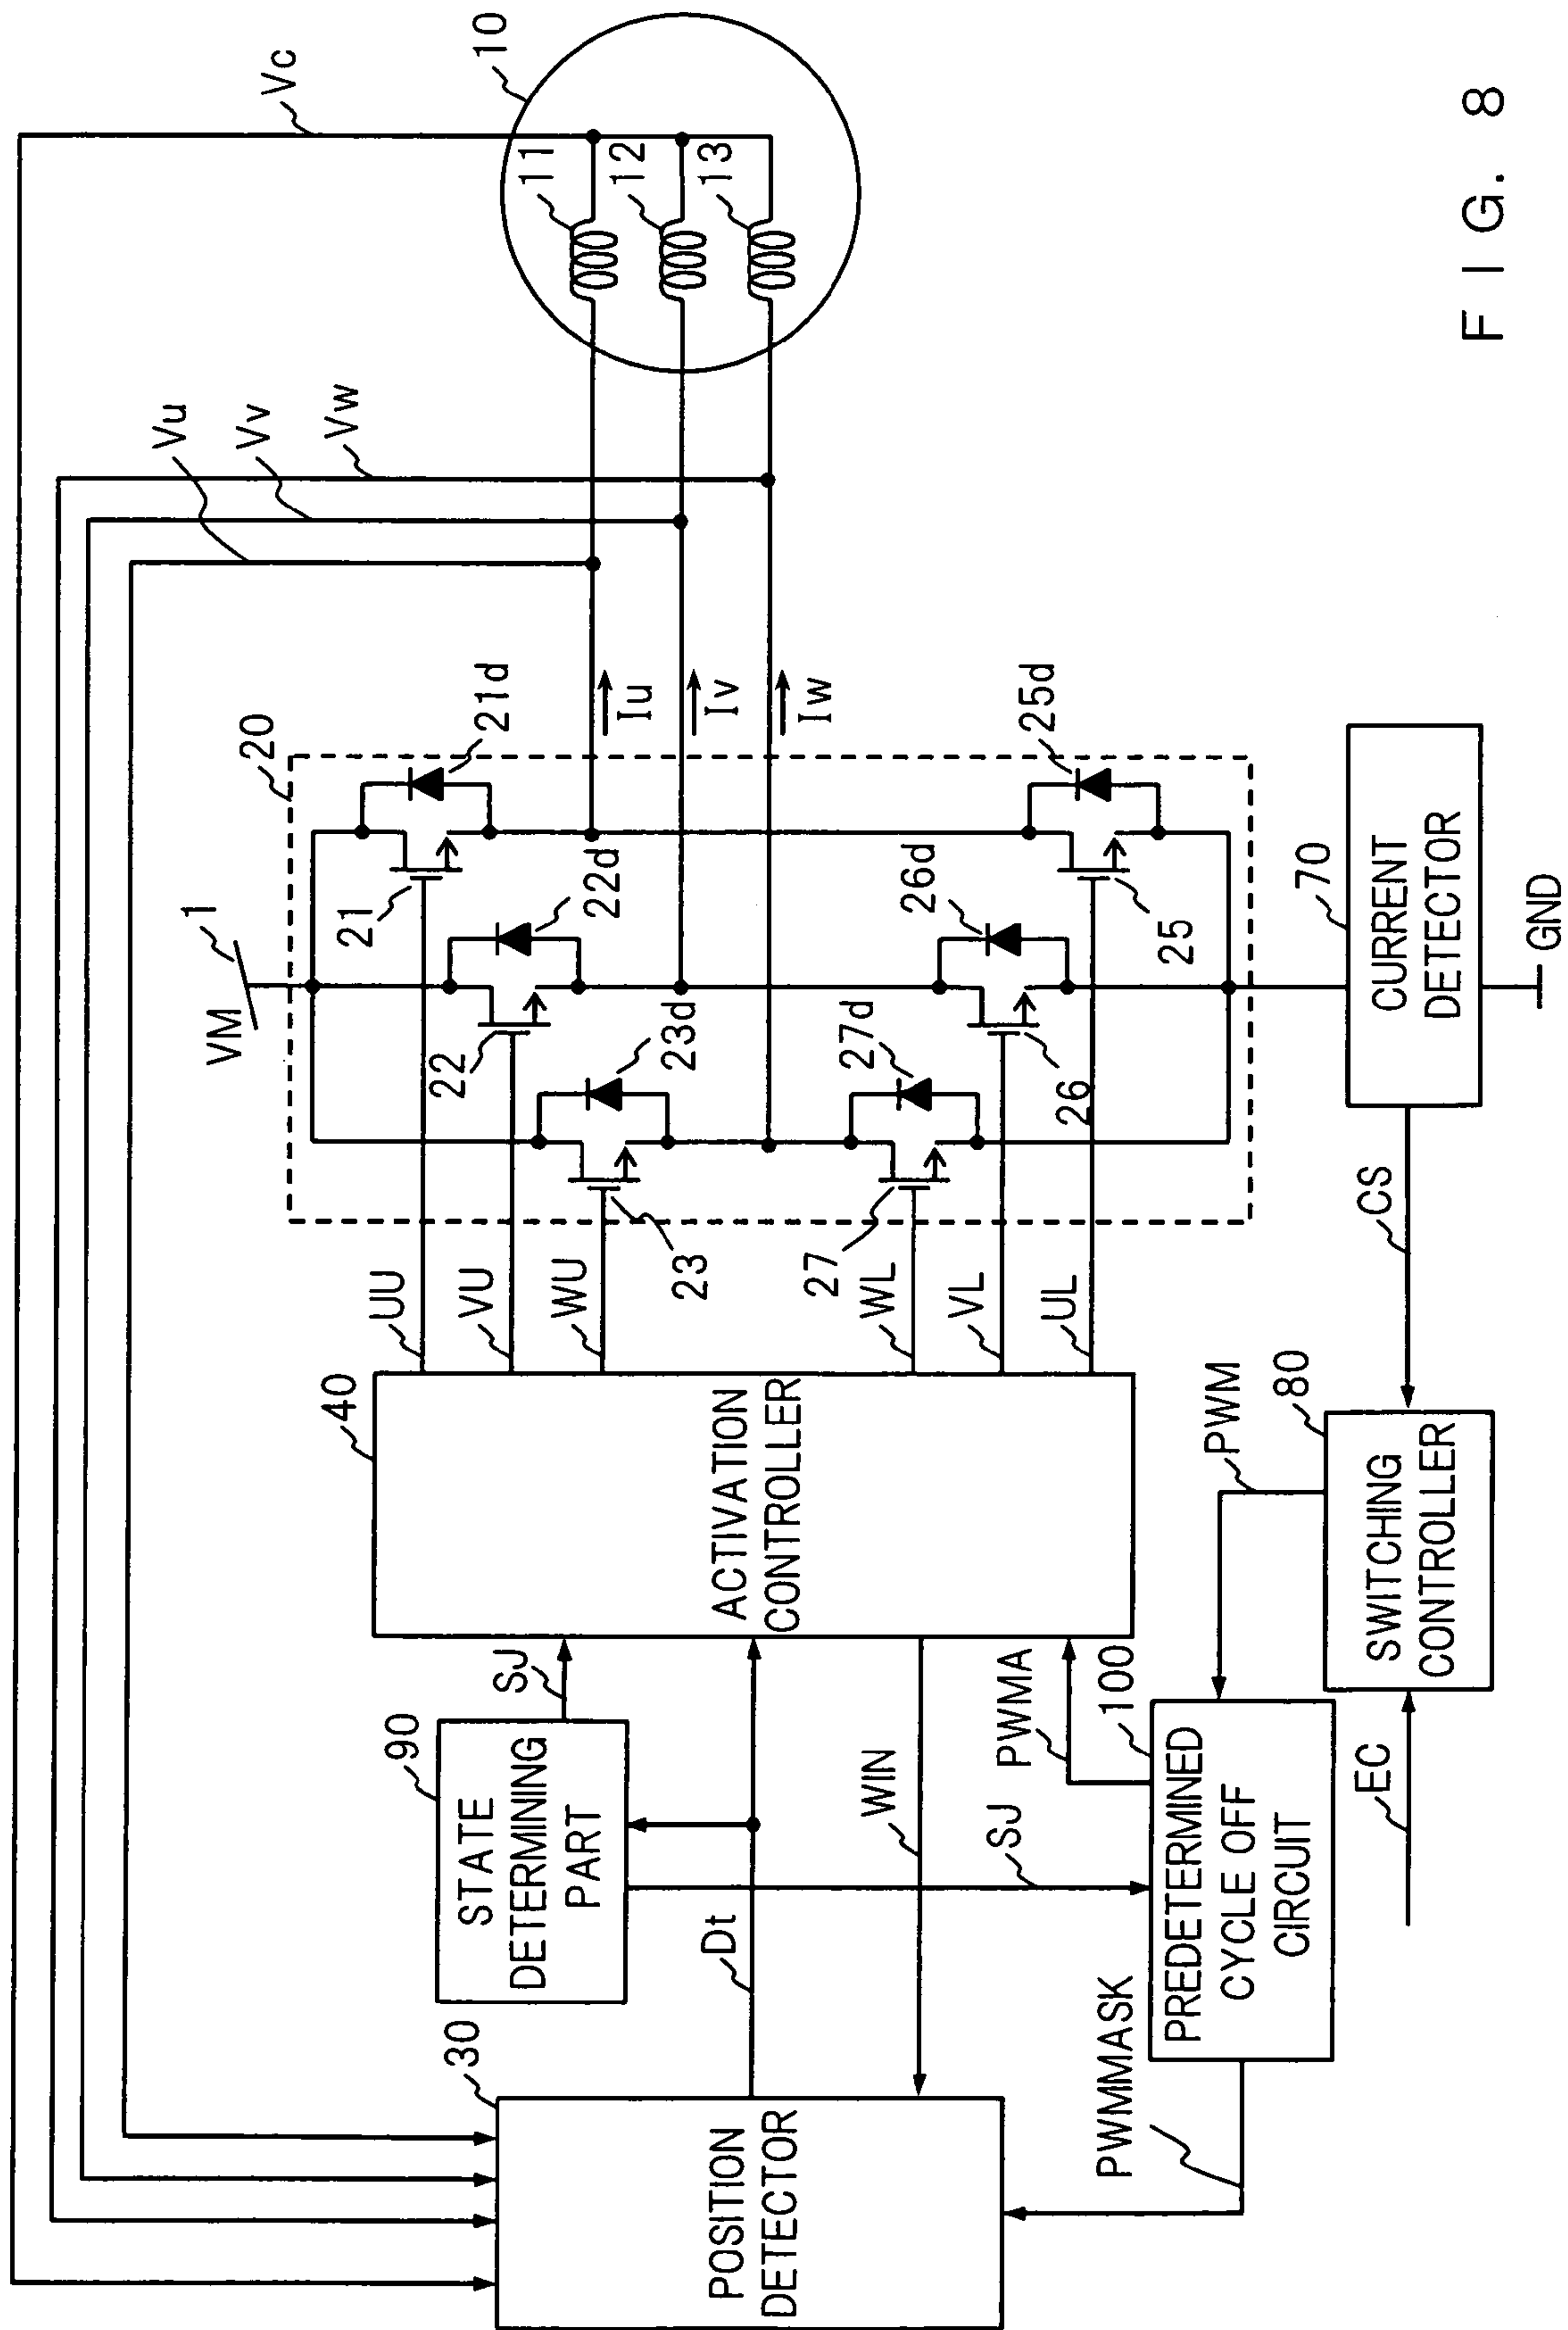 Vc
10
11
12
13
Vu
Vv
Vw
20
VM
1
21
21d
22
22d
23
23d
Iu
Iv
Iw
25
25d
26
26d
27
27d
UU
VU
WU
WL
VL
UL
40
ACTIVATION
CONTROLLER
70
CURRENT
DETECTOR
GND
CS
80
SWITCHING
CONTROLLER
PWM
EC
90
STATE
DETERMINING
PART
SJ
Dt
WIN
SJ
PWMA
100
PREDETERMINED
CYCLE OFF
CIRCUIT
PWMMASK
30
POSITION
DETECTOR
FIG. 8